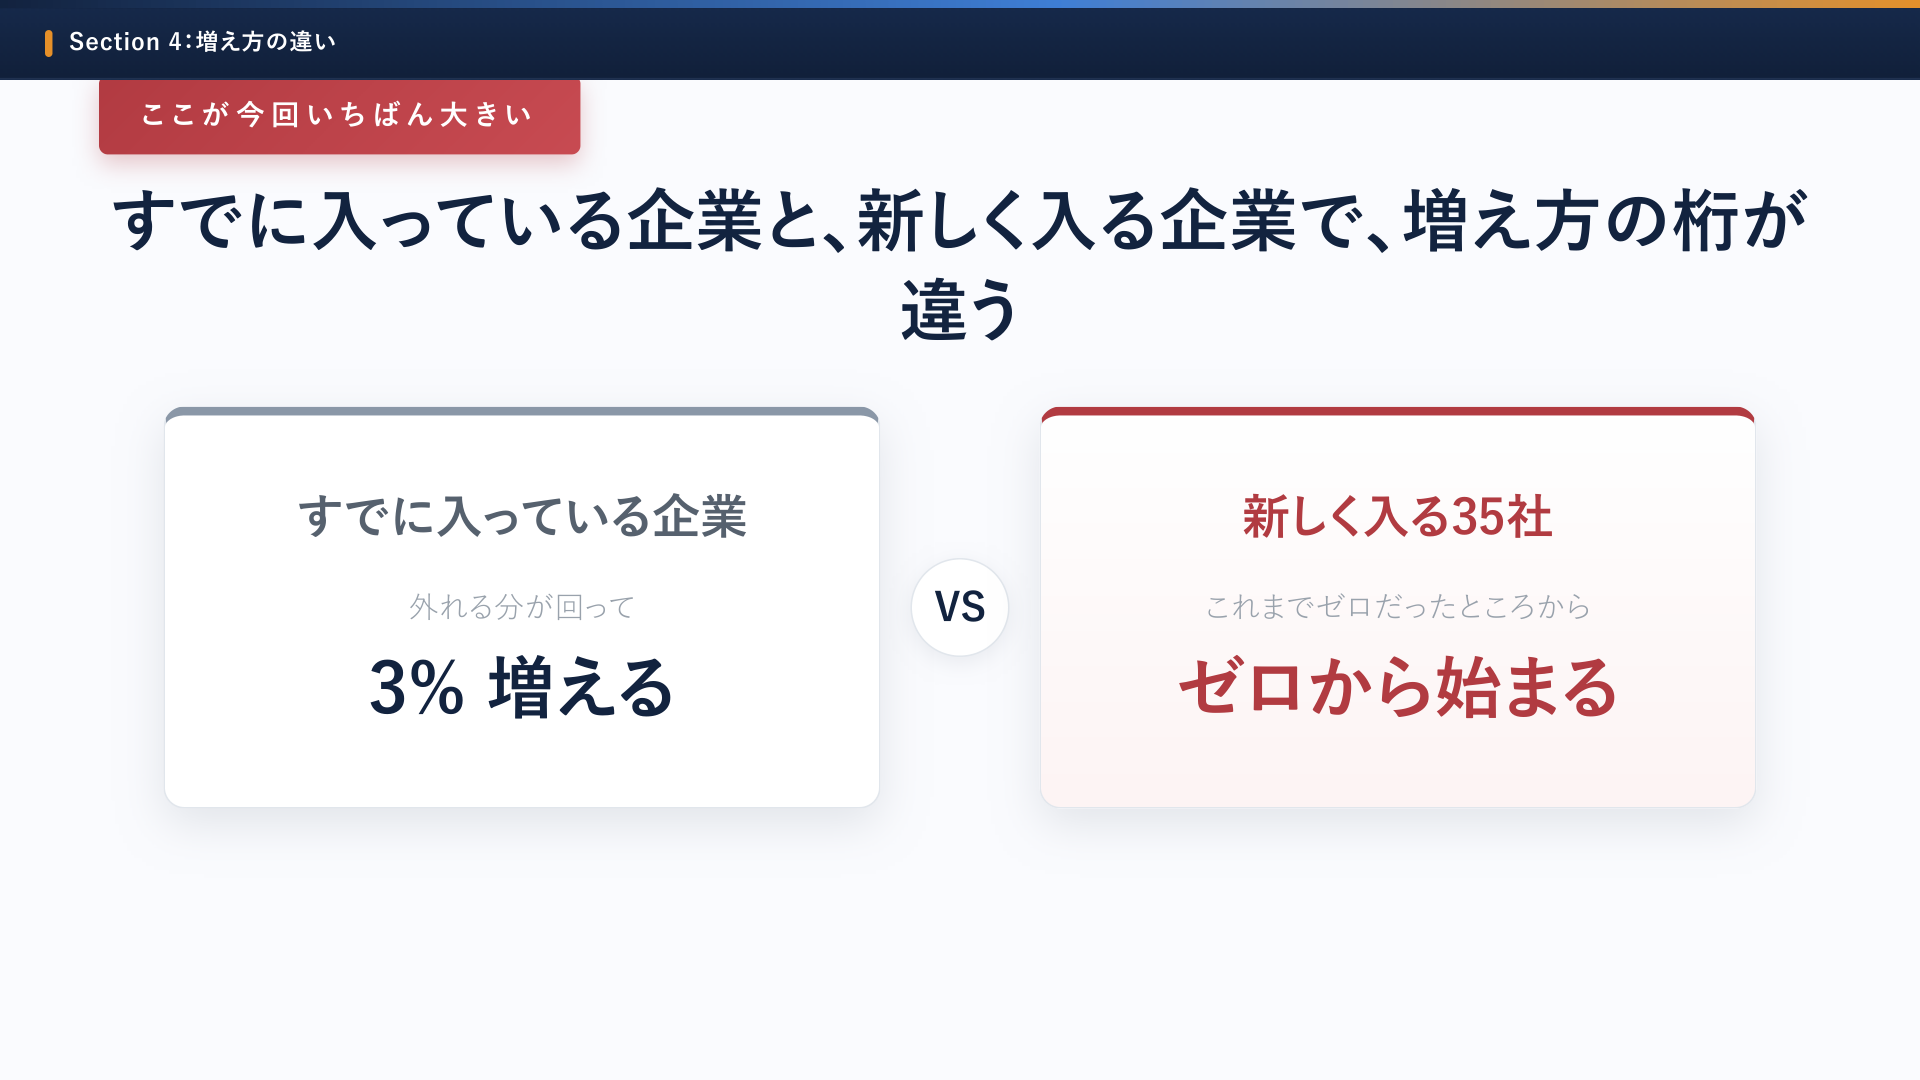 Section 4：増え方の違い
ここが今回いちばん大きい
すでに入っている企業と、新しく入る企業で、増え方の桁が
違う
すでに入っている企業
外れる分が回って
3% 増える
VS
新しく入る35社
これまでゼロだったところから
ゼロから始まる